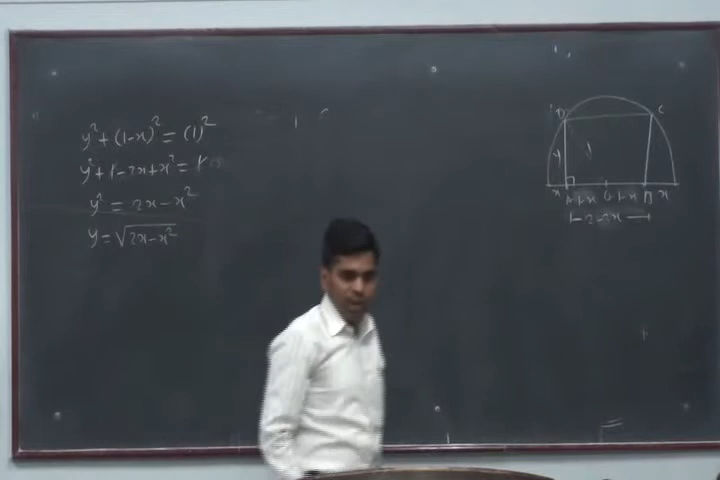 y² + (1-x)² = (1)²
y² + 1 - 2x + x² = 1
y² = 2x - x²
y = √2x-x²
D C
y 1
x A 1-x O 1-x B x
2-2x